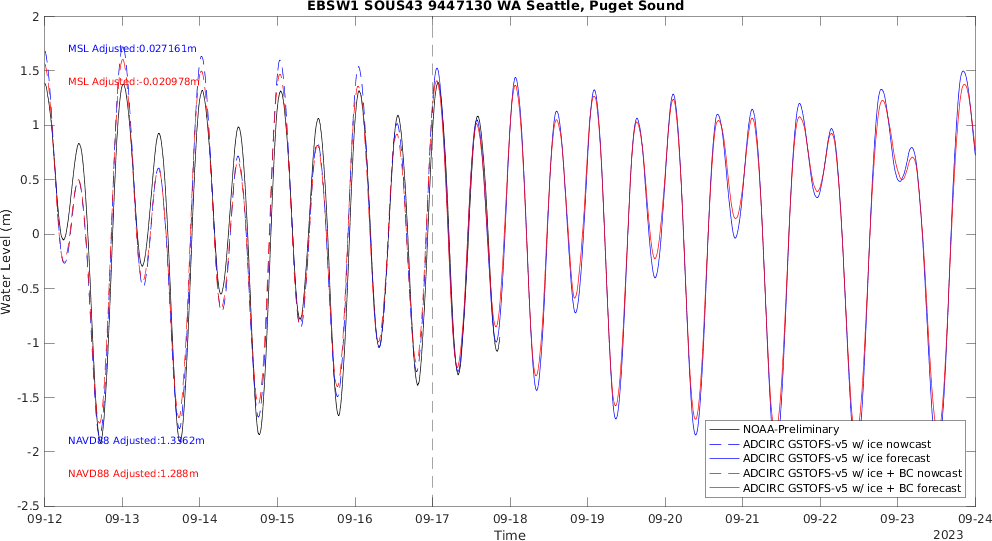 EBSW1 SOUS43 9447130 WA Seattle, Puget Sound
2
1.5
1
0.5
0
-0.5
-1
-1.5
-2
-2.5
Water Level (m)
MSL Adjusted:0.027161m
MSL Adjusted:-0.020978m
NAVD88 Adjusted:1.3362m
NAVD88 Adjusted:1.288m
NOAA-Preliminary
ADCIRC GSTOFS-v5 w/ ice nowcast
ADCIRC GSTOFS-v5 w/ ice forecast
ADCIRC GSTOFS-v5 w/ ice + BC nowcast
ADCIRC GSTOFS-v5 w/ ice + BC forecast
09-12 09-13 09-14 09-15 09-16 09-17 09-18 09-19 09-20 09-21 09-22 09-23 09-24
Time
2023